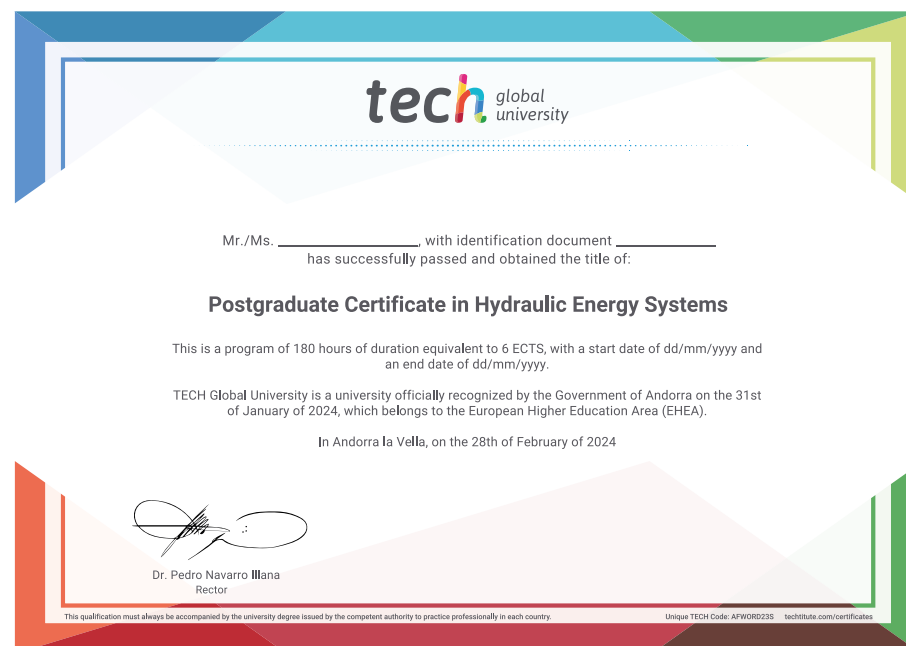 tech global university
Mr./Ms. ____________________, with identification document ______________
has successfully passed and obtained the title of:
Postgraduate Certificate in Hydraulic Energy Systems
This is a program of 180 hours of duration equivalent to 6 ECTS, with a start date of dd/mm/yyyy and
an end date of dd/mm/yyyy.
TECH Global University is a university officially recognized by the Government of Andorra on the 31st
of January of 2024, which belongs to the European Higher Education Area (EHEA).
In Andorra la Vella, on the 28th of February of 2024
Dr. Pedro Navarro Illana
Rector
This qualification must always be accompanied by the university degree issued by the competent authority to practice professionally in each country.
Unique TECH Code: AFWORD23S techtitute.com/certificates